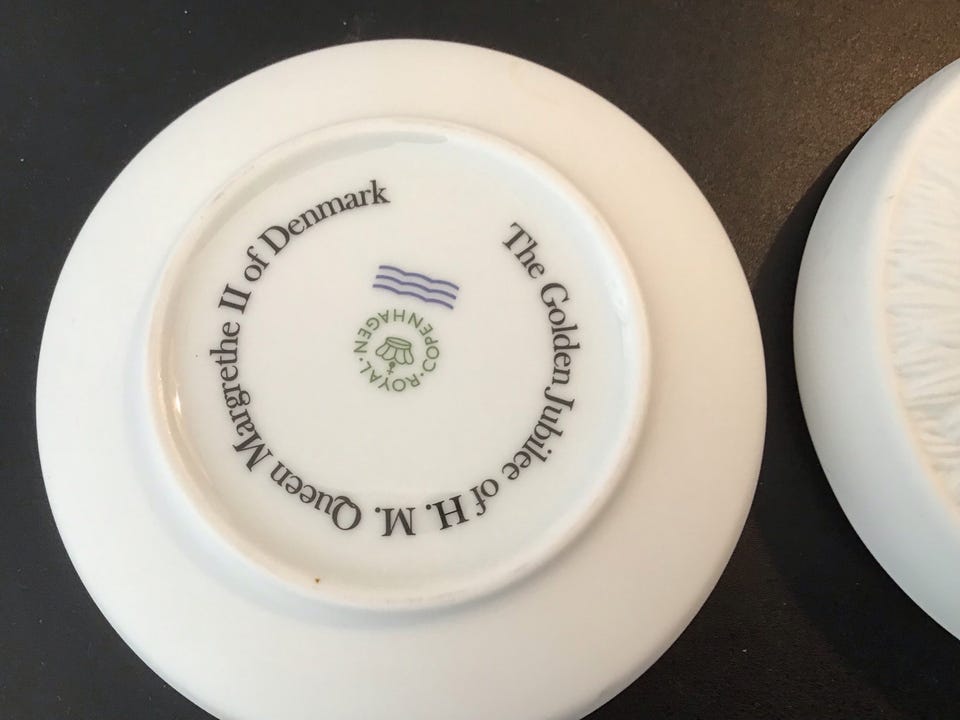 The Golden Jubilee of H. M. Queen Margrethe II of Denmark
ROYAL · COPENHAGEN ·